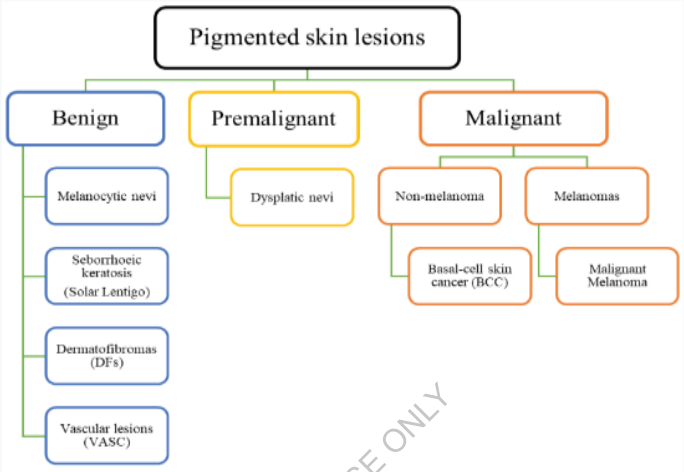 Pigmented skin lesions
Benign
Premalignant
Malignant
Melanocytic nevi
Dysplatic nevi
Non-melanoma
Melanomas
Seborrhoeic
keratosis
(Solar Lentigo)
Basal-cell skin
cancer (BCC)
Malignant
Melanoma
Dermatofibromas
(DFs)
Vascular lesions
(VASC)
ONLY